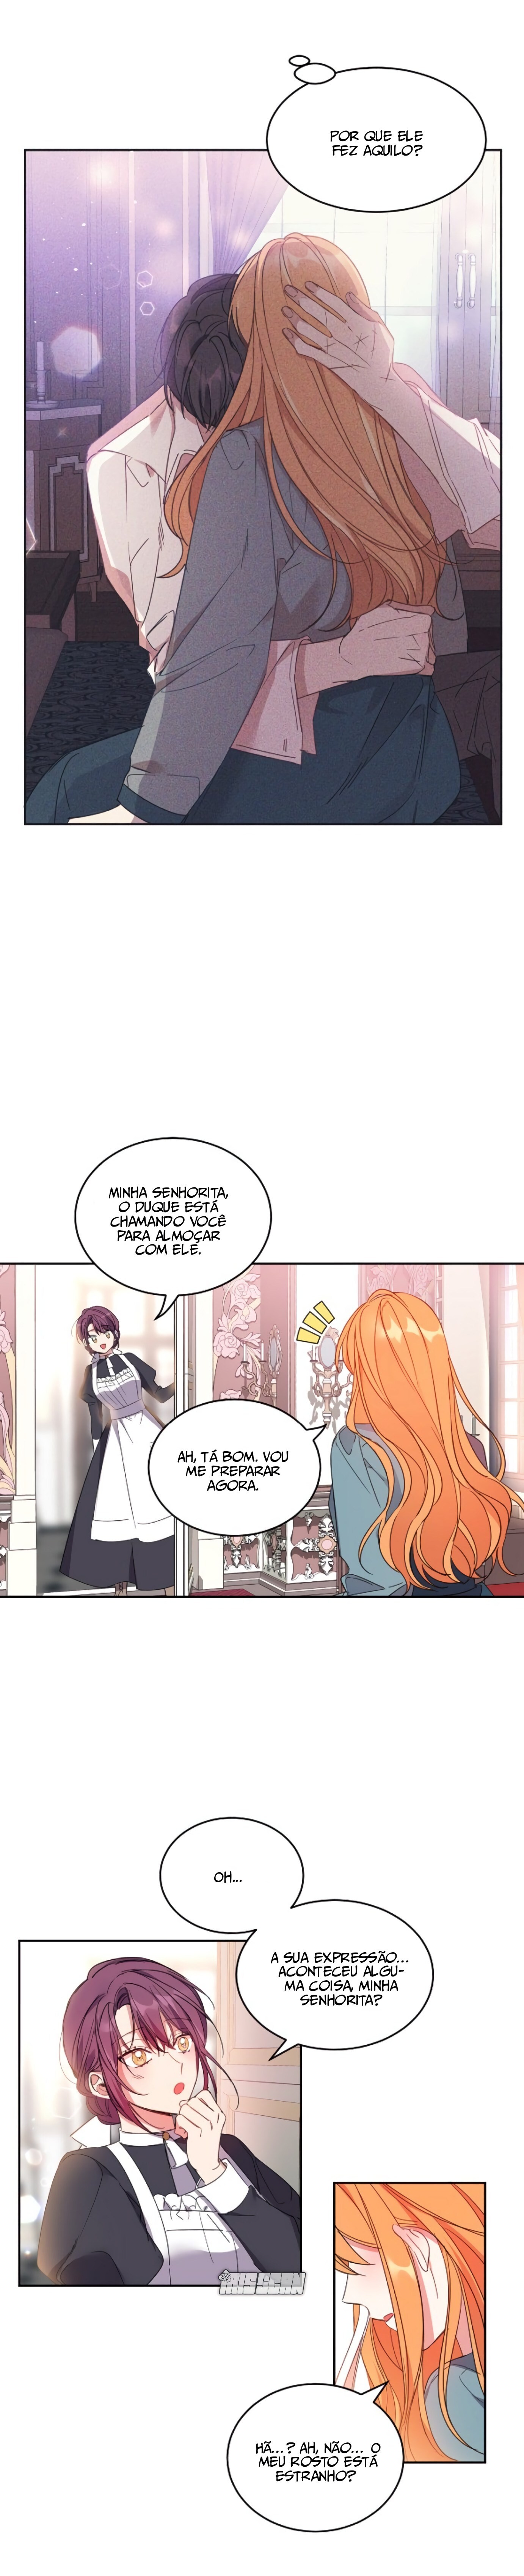 POR QUE ELE
FEZ AQUILO?
MINHA SENHORITA,
O DUQUE ESTÁ
CHAMANDO VOCÊ
PARA ALMOÇAR
COM ELE.
AH, TÁ BOM. VOU
ME PREPARAR
AGORA.
OH...
A SUA EXPRESSÃO...
ACONTECEU ALGU-
MA COISA, MINHA
SENHORITA?
HÃ...? AH, NÃO... O
MEU ROSTO ESTÁ
ESTRANHO?